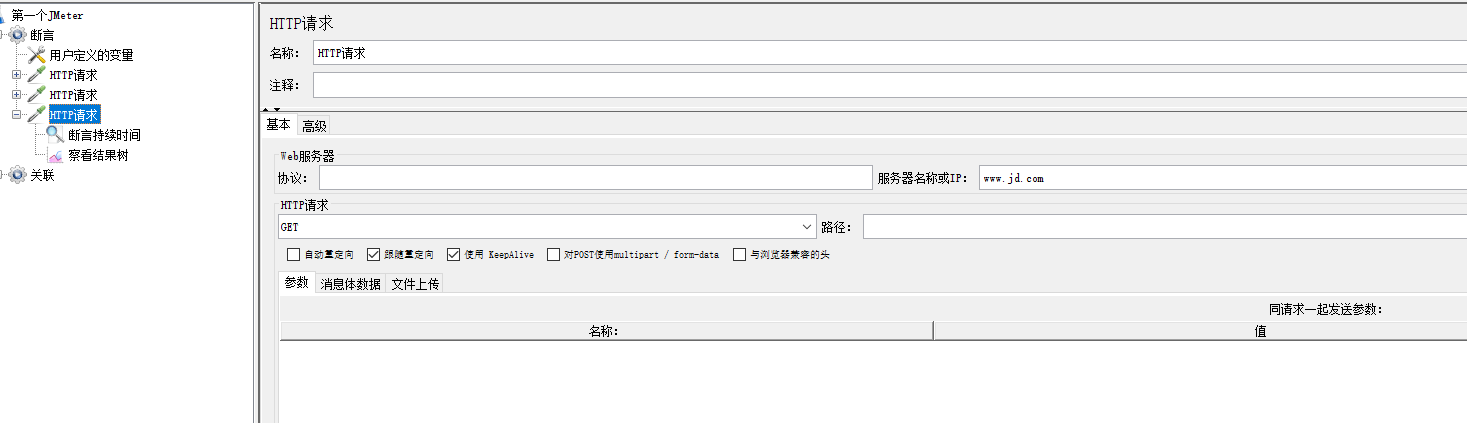 第一个JMeter
断言
用户定义的变量
HTTP请求
HTTP请求
HTTP请求
断言持续时间
察看结果树
关联
HTTP请求
名称: HTTP请求
注释:
基本 高级
Web服务器
协议: 服务器名称或IP: www.jd.com
HTTP请求
GET 路径:
自动重定向 跟随重定向 使用 KeepAlive 对POST使用multipart / form-data 与浏览器兼容的头
参数 消息体数据 文件上传
同请求一起发送参数:
名称: 值